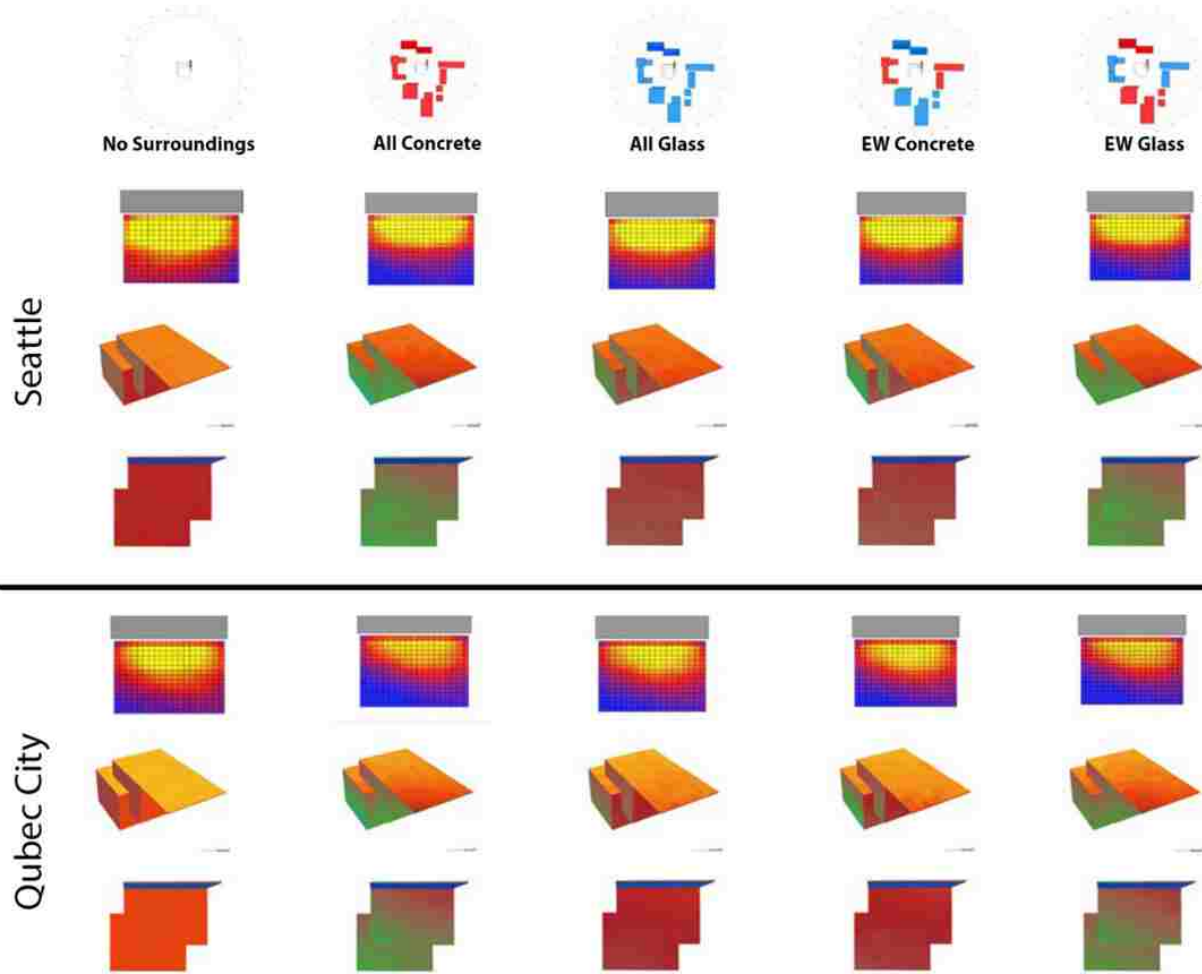 No Surroundings
All Concrete
All Glass
EW Concrete
EW Glass
Seattle
Qubec City